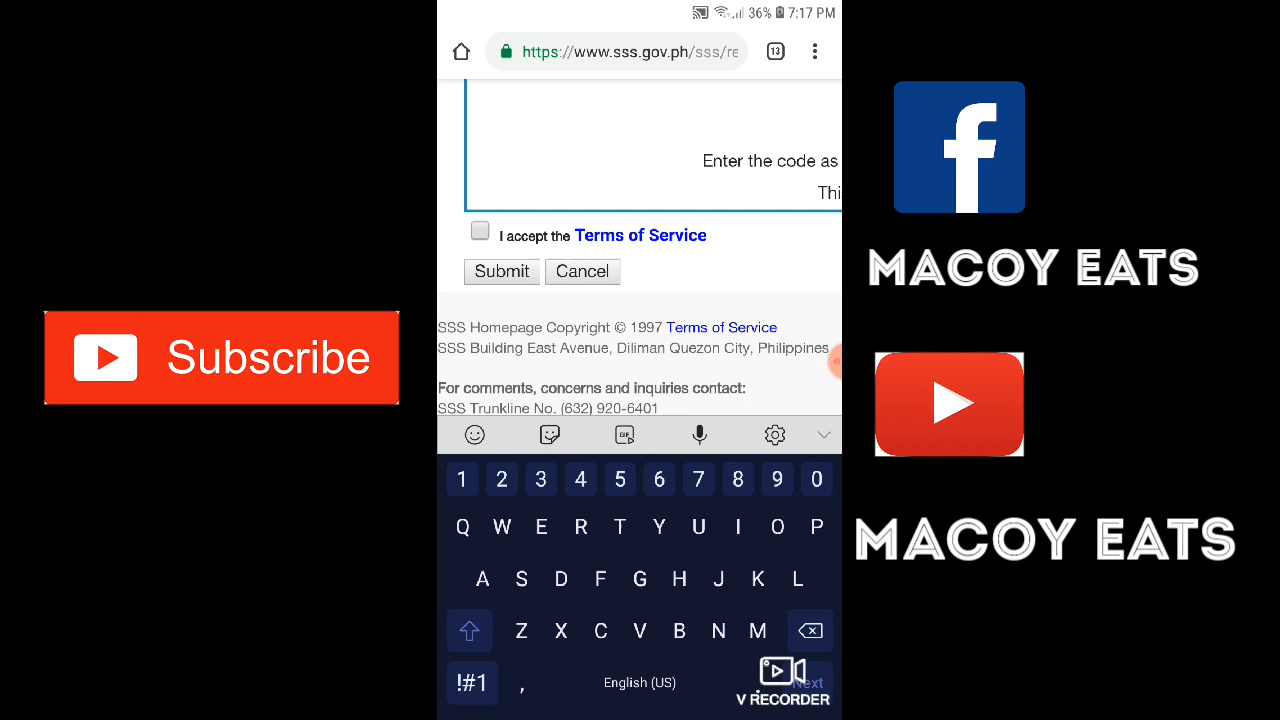 36% 7:17 PM
https://www.sss.gov.ph/sss/re
13
Enter the code as
Thi
I accept the Terms of Service
Submit Cancel
SSS Homepage Copyright © 1997 Terms of Service
SSS Building East Avenue, Diliman Quezon City, Philippines
For comments, concerns and inquiries contact:
SSS Trunkline No. (632) 920-6401
GIF
1 2 3 4 5 6 7 8 9 0
Q W E R T Y U I O P
A S D F G H J K L
Z X C V B N M
!#1 , English (US) Next
V RECORDER
Subscribe
f
MACOY EATS
MACOY EATS